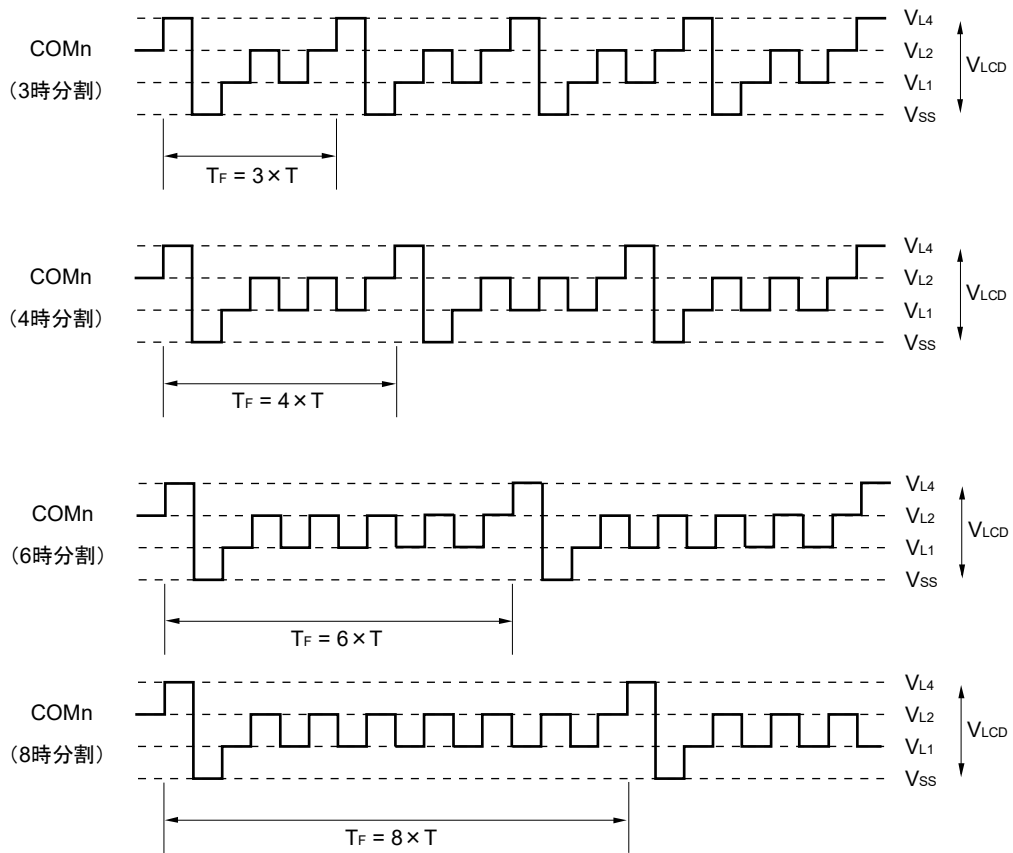 VL4
COMn
VL2
VLCD
(3時分割)
VL1
VSS
TF = 3×T
VL4
COMn
VL2
VLCD
(4時分割)
VL1
VSS
TF = 4×T
VL4
COMn
VL2
VLCD
(6時分割)
VL1
VSS
TF = 6×T
VL4
COMn
VL2
VLCD
(8時分割)
VL1
VSS
TF = 8×T